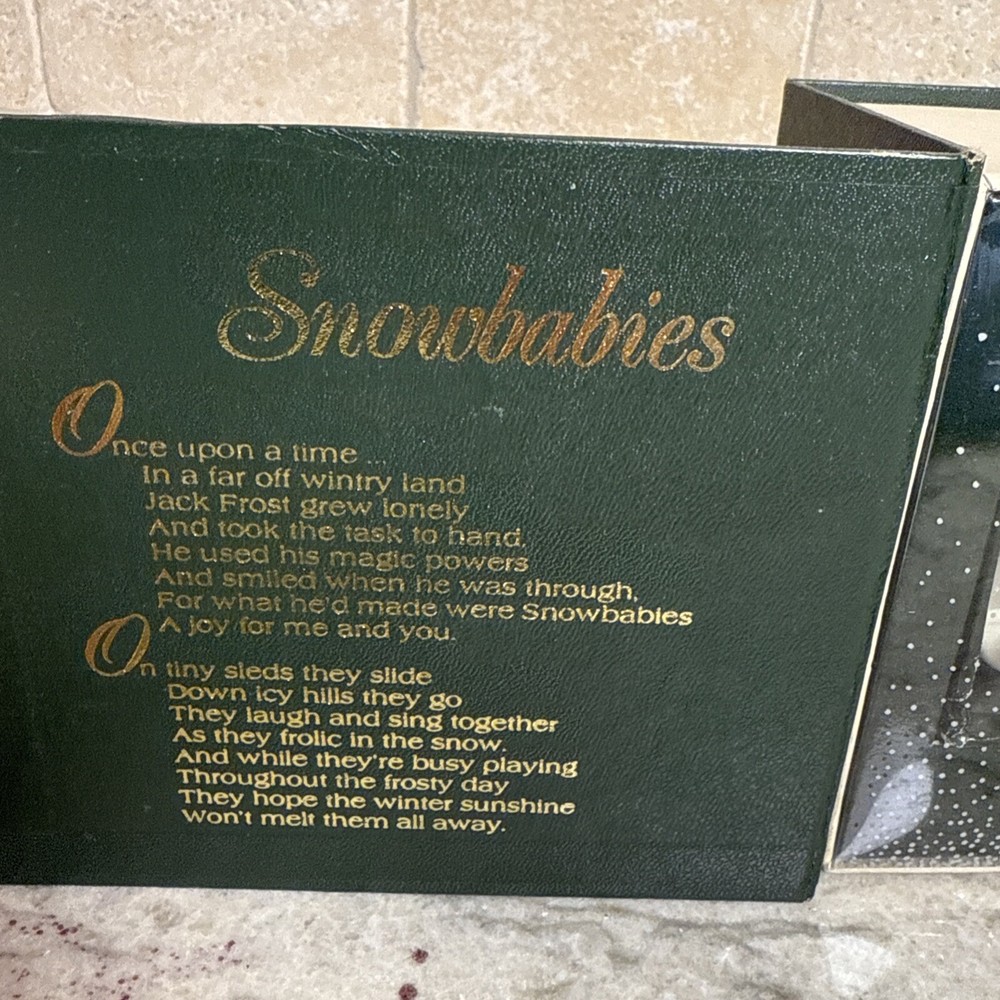 Snowbabies
Once upon a time ...
In a far off wintry land
Jack Frost grew lonely
And took the task to hand.
He used his magic powers
And smiled when he was through,
For what he'd made were Snowbabies
A joy for me and you.
On tiny sleds they slide
Down icy hills they go
They laugh and sing together
As they frolic in the snow.
And while they're busy playing
Throughout the frosty day
They hope the winter sunshine
Won't melt them all away.